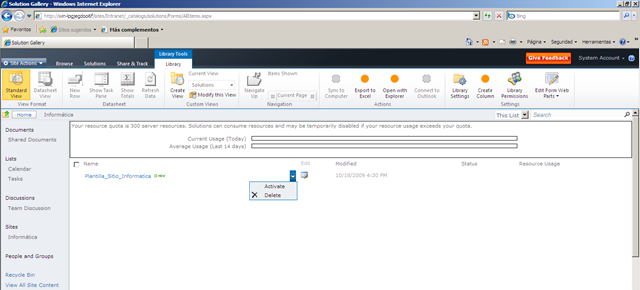 Solution Gallery - Windows Internet Explorer
/sites/Intranet/_catalogs/solutions/Forms/AllItems.aspx
Bing
Favoritos Sitios sugeridos Más complementos
Solution Gallery
Página Seguridad Herramientas
Library Tools
Site Actions Browse Solutions Share & Track Library Give Feedback System Account
Standard View Datasheet View New Row Show Task Pane Show Totals Refresh Data Create View Current View: Solutions Modify this View Navigate Up Items Shown Current Page Sync to Computer Export to Excel Open with Explorer Connect to Outlook Library Settings Create Column Library Permissions Edit Form Web Parts
View Format Datasheet Custom Views Navigation Actions Settings
Home Informática This List Search
Documents
Shared Documents
Lists
Calendar
Tasks
Discussions
Team Discussion
Sites
Informática
People and Groups
Recycle Bin
View All Site Content
Your resource quota is 300 server resources. Solutions can consume resources and may be temporarily disabled if your resource usage exceeds your quota.
Current Usage (Today)
Average Usage (Last 14 days)
Name Edit Modified Status Resource Usage
Plantilla_Sitio_Informatica NEW 10/18/2009 4:30 PM
Activate
Delete